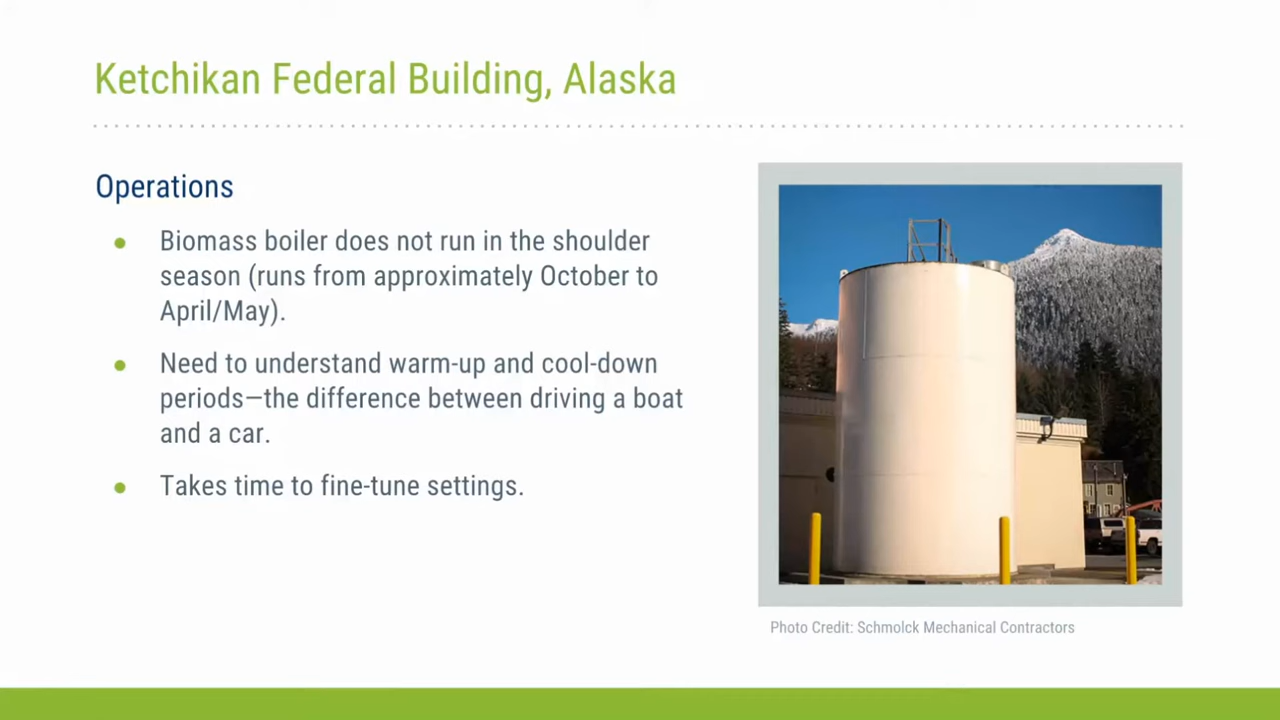 Ketchikan Federal Building, Alaska
Operations
Biomass boiler does not run in the shoulder
season (runs from approximately October to
April/May).
Need to understand warm-up and cool-down
periods—the difference between driving a boat
and a car.
Takes time to fine-tune settings.
Photo Credit: Schmolck Mechanical Contractors